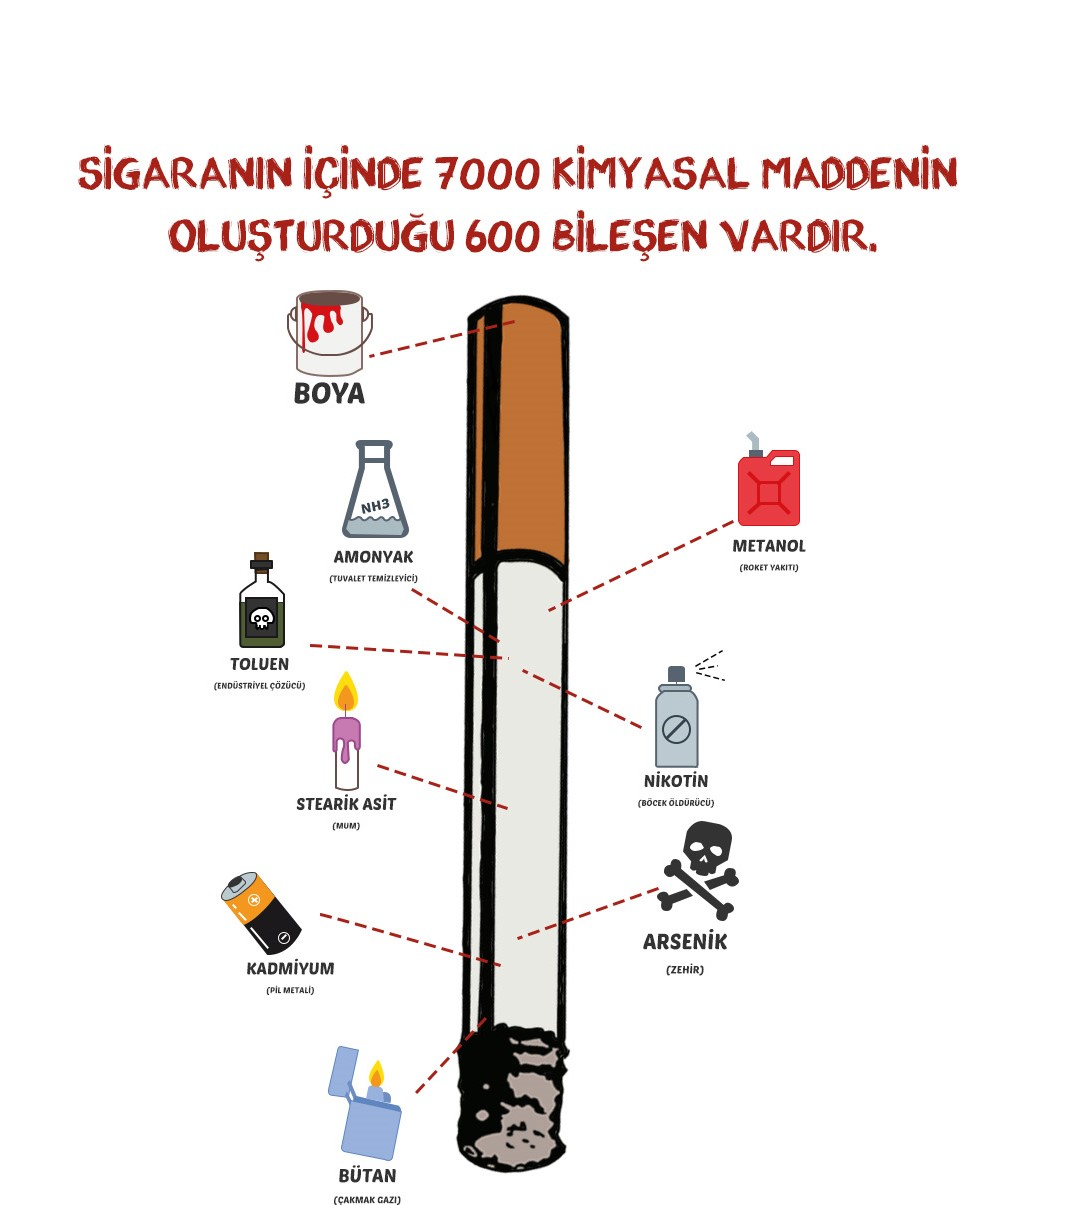 SİGARANIN İÇİNDE 7000 KİMYASAL MADDENİN
OLUŞTURDUĞU 600 BİLEŞEN VARDIR.
BOYA
NH3
AMONYAK
(TUVALET TEMİZLEYİCİ)
METANOL
(ROKET YAKITI)
TOLUEN
(ENDÜSTRİYEL ÇÖZÜCÜ)
NİKOTİN
(BÖCEK ÖLDÜRÜCÜ)
STEARİK ASİT
(MUM)
ARSENİK
(ZEHİR)
KADMİYUM
(PİL METALİ)
BÜTAN
(ÇAKMAK GAZI)